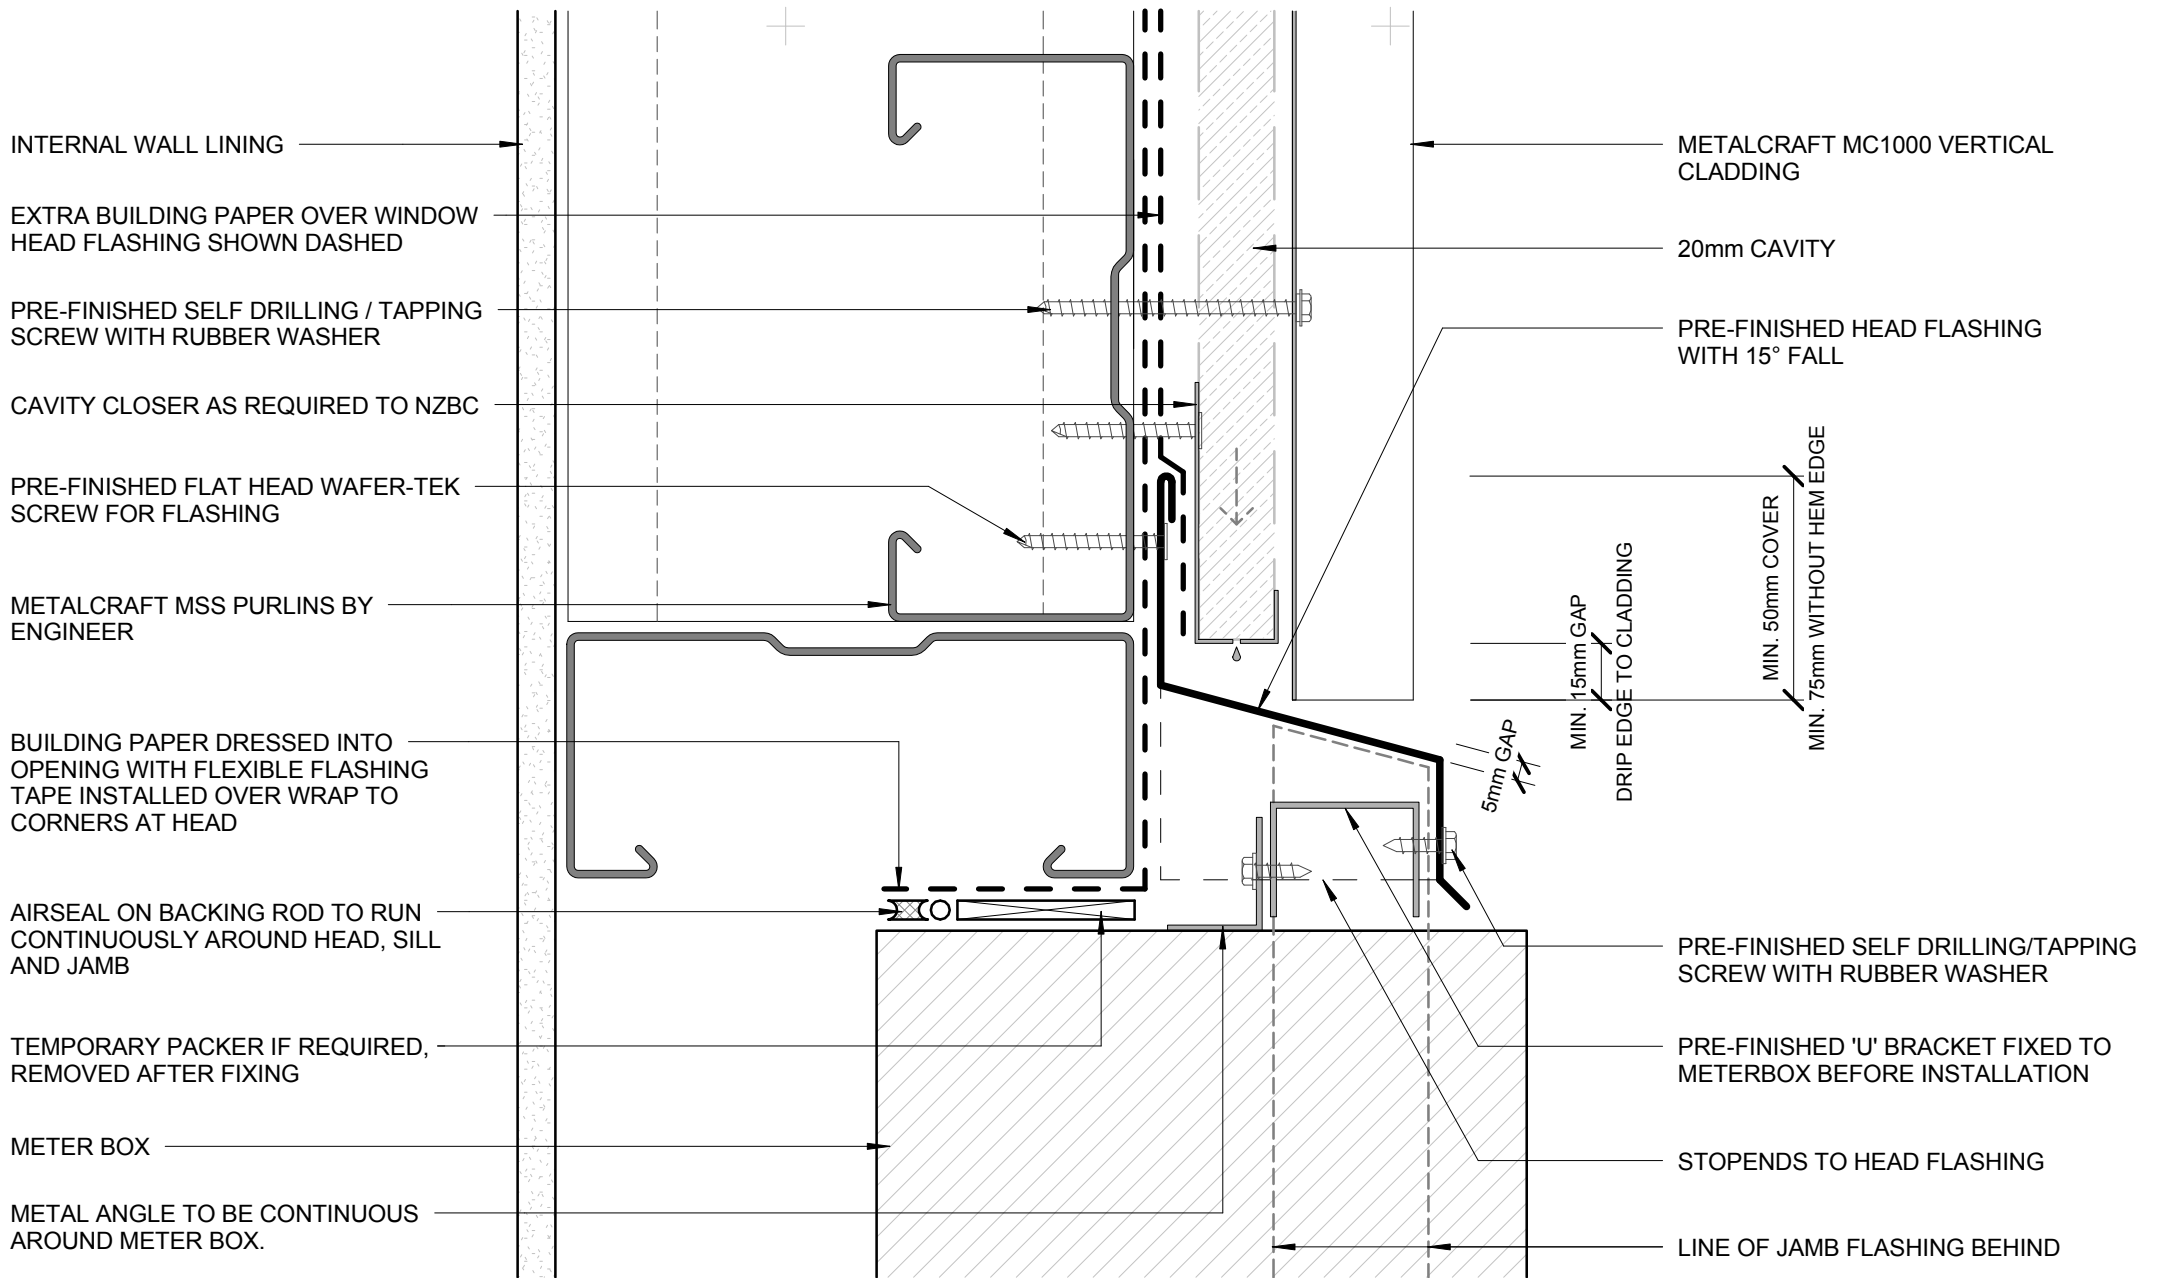 INTERNAL WALL LINING
EXTRA BUILDING PAPER OVER WINDOW
HEAD FLASHING SHOWN DASHED
PRE-FINISHED SELF DRILLING / TAPPING
SCREW WITH RUBBER WASHER
CAVITY CLOSER AS REQUIRED TO NZBC
PRE-FINISHED FLAT HEAD WAFER-TEK
SCREW FOR FLASHING
METALCRAFT MSS PURLINS BY
ENGINEER
BUILDING PAPER DRESSED INTO
OPENING WITH FLEXIBLE FLASHING
TAPE INSTALLED OVER WRAP TO
CORNERS AT HEAD
AIRSEAL ON BACKING ROD TO RUN
CONTINUOUSLY AROUND HEAD, SILL
AND JAMB
TEMPORARY PACKER IF REQUIRED,
REMOVED AFTER FIXING
METER BOX
METAL ANGLE TO BE CONTINUOUS
AROUND METER BOX.
METALCRAFT MC1000 VERTICAL
CLADDING
20mm CAVITY
PRE-FINISHED HEAD FLASHING
WITH 15° FALL
5mm GAP
MIN. 15mm GAP
DRIP EDGE TO CLADDING
MIN. 50mm COVER
MIN. 75mm WITHOUT HEM EDGE
PRE-FINISHED SELF DRILLING/TAPPING
SCREW WITH RUBBER WASHER
PRE-FINISHED 'U' BRACKET FIXED TO
METERBOX BEFORE INSTALLATION
STOPENDS TO HEAD FLASHING
LINE OF JAMB FLASHING BEHIND